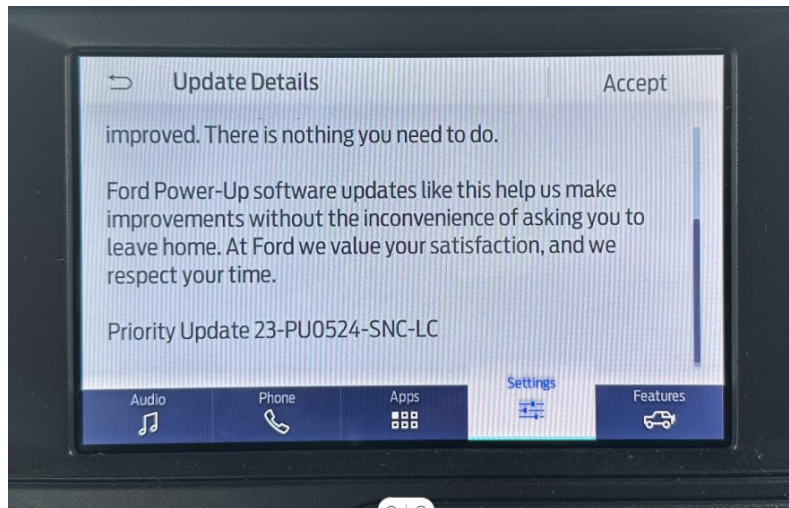 Update Details
Accept
improved. There is nothing you need to do.
Ford Power-Up software updates like this help us make
improvements without the inconvenience of asking you to
leave home. At Ford we value your satisfaction, and we
respect your time.
Priority Update 23-PU0524-SNC-LC
Audio
Phone
Apps
Settings
Features